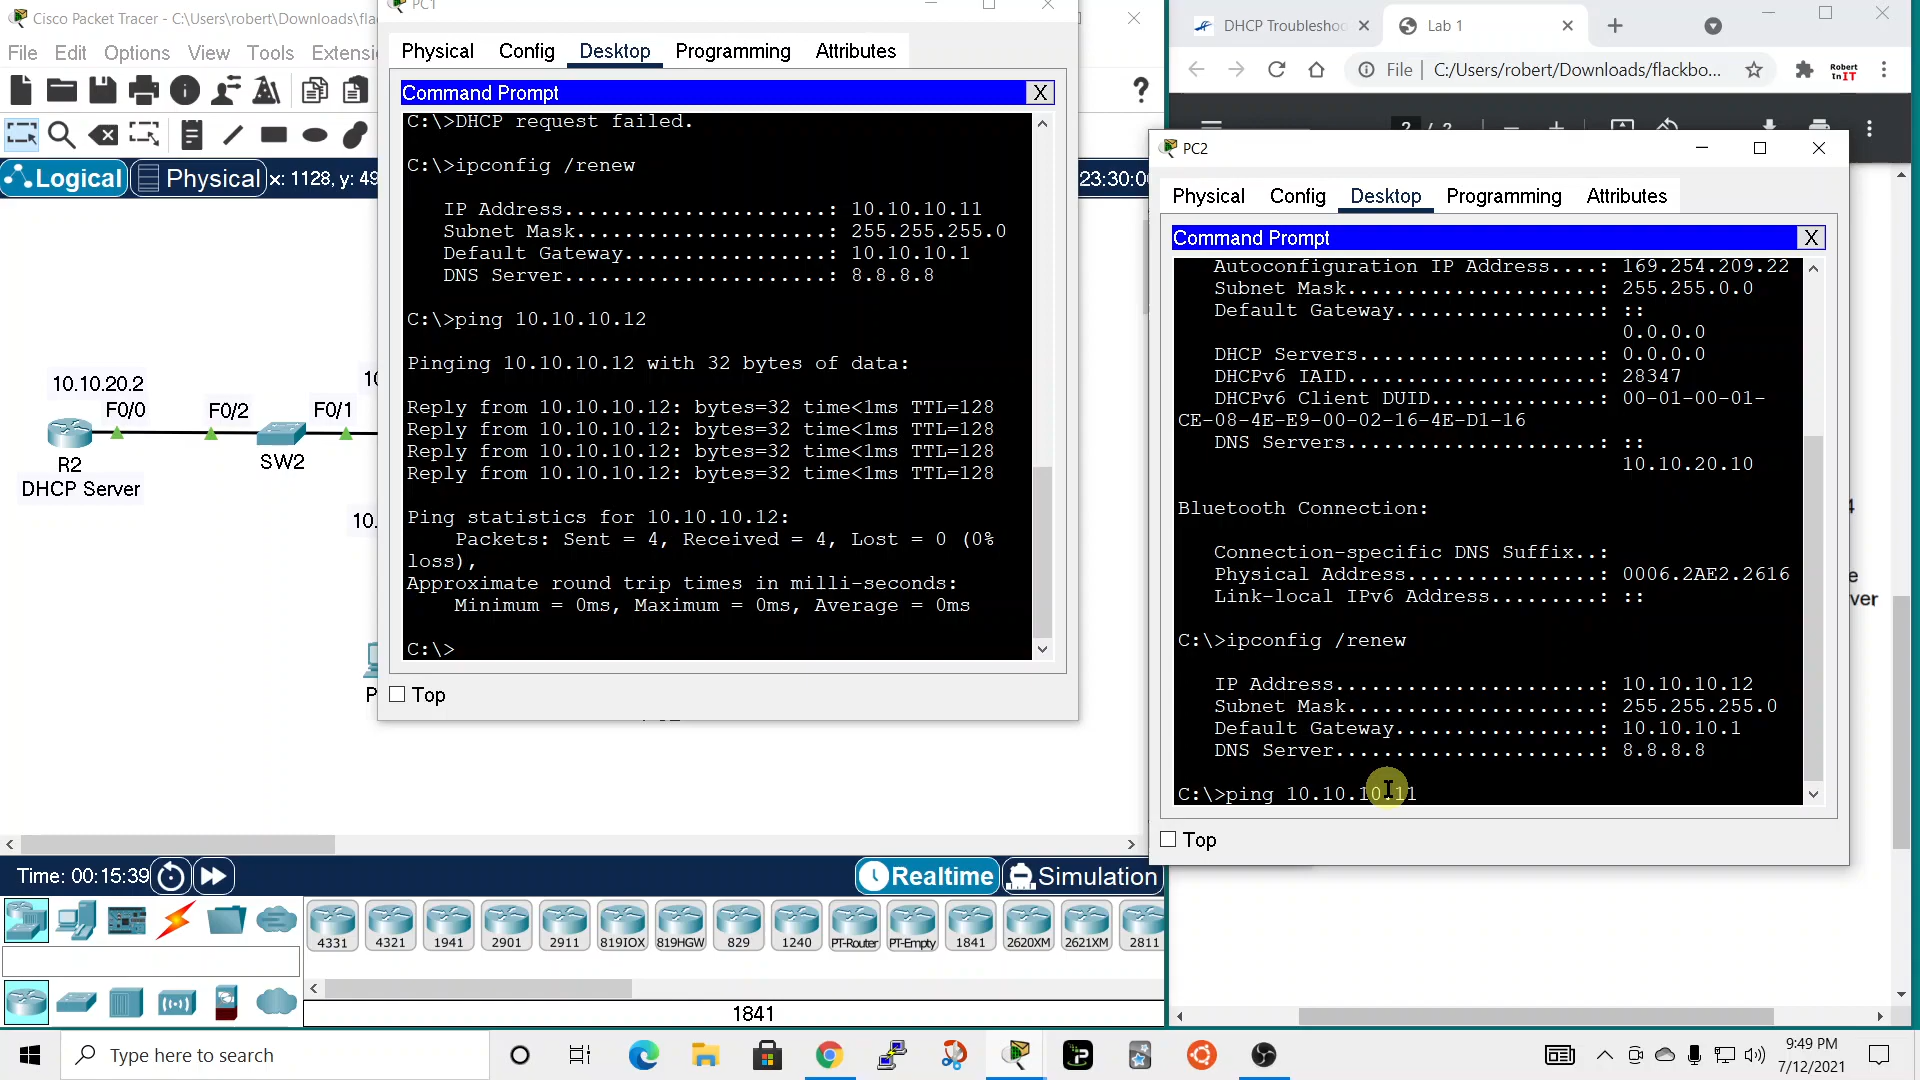 Cisco Packet Tracer - C:\Users\robert\Downloads\fla
File Edit Options View Tools Extensi
Logical Physical x: 1128, y: 49
23:30:0
10.10.20.2
F0/0
F0/2
F0/1
R2
DHCP Server
SW2
10.
PC1
Physical Config Desktop Programming Attributes
Command Prompt X
C:\>DHCP request failed.
C:\>ipconfig /renew
IP Address......................: 10.10.10.11
Subnet Mask.....................: 255.255.255.0
Default Gateway.................: 10.10.10.1
DNS Server......................: 8.8.8.8
C:\>ping 10.10.10.12
Pinging 10.10.10.12 with 32 bytes of data:
Reply from 10.10.10.12: bytes=32 time<1ms TTL=128
Reply from 10.10.10.12: bytes=32 time<1ms TTL=128
Reply from 10.10.10.12: bytes=32 time<1ms TTL=128
Reply from 10.10.10.12: bytes=32 time<1ms TTL=128
Ping statistics for 10.10.10.12:
Packets: Sent = 4, Received = 4, Lost = 0 (0%
loss),
Approximate round trip times in milli-seconds:
Minimum = 0ms, Maximum = 0ms, Average = 0ms
C:\>
Top
DHCP Troubleshoo
Lab 1
File C:/Users/robert/Downloads/flackbo...
Robert
InIT
2 / 2
ver
PC2
Physical Config Desktop Programming Attributes
Command Prompt X
Autoconfiguration IP Address....: 169.254.209.22
Subnet Mask.....................: 255.255.0.0
Default Gateway.................: ::
0.0.0.0
DHCP Servers....................: 0.0.0.0
DHCPv6 IAID.....................: 28347
DHCPv6 Client DUID..............: 00-01-00-01-
CE-08-4E-E9-00-02-16-4E-D1-16
DNS Servers.....................: ::
10.10.20.10
Bluetooth Connection:
Connection-specific DNS Suffix..:
Physical Address................: 0006.2AE2.2616
Link-local IPv6 Address.........: ::
C:\>ipconfig /renew
IP Address......................: 10.10.10.12
Subnet Mask.....................: 255.255.255.0
Default Gateway.................: 10.10.10.1
DNS Server......................: 8.8.8.8
C:\>ping 10.10.10.11
Top
Time: 00:15:39
Realtime Simulation
4331 4321 1941 2901 2911 819IOX 819HGW 829 1240 PT-Router PT-Empty 1841 2620XM 2621XM 2811
1841
Type here to search
9:49 PM
7/12/2021